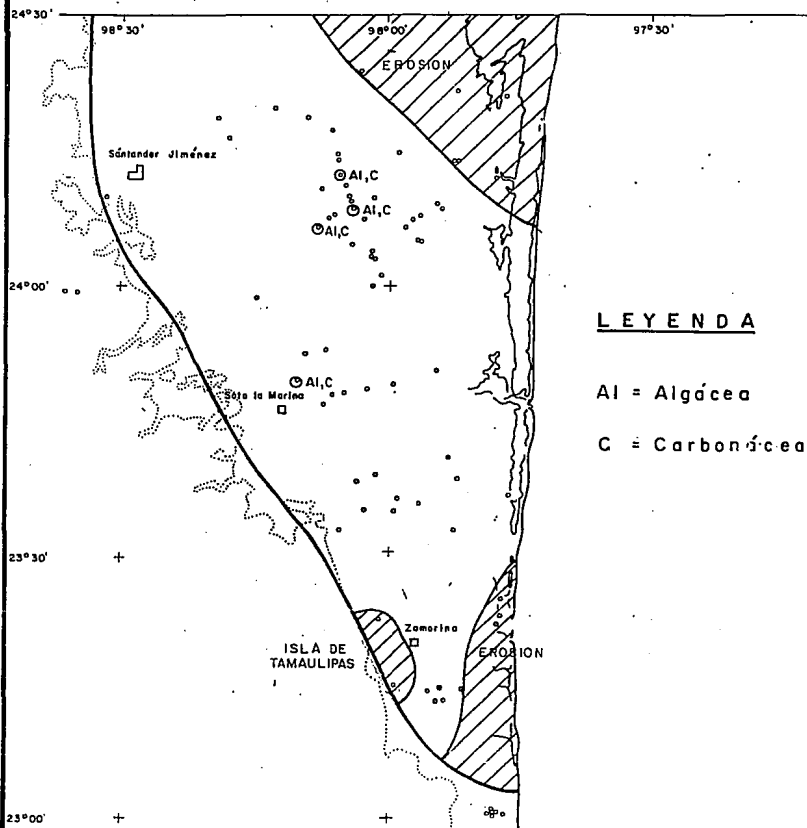 24°30'
98°30'
98°00'
97°30'
EROSION
Santander Jiménez
Al,C
Al,C
Al,C
24°00'
LEYENDA
Al = Algácea
C = Carbonácea
Al,C
Soto la Marina
23°30'
Zamorina
ISLA DE
TAMAULIPAS
EROSION
23°00'